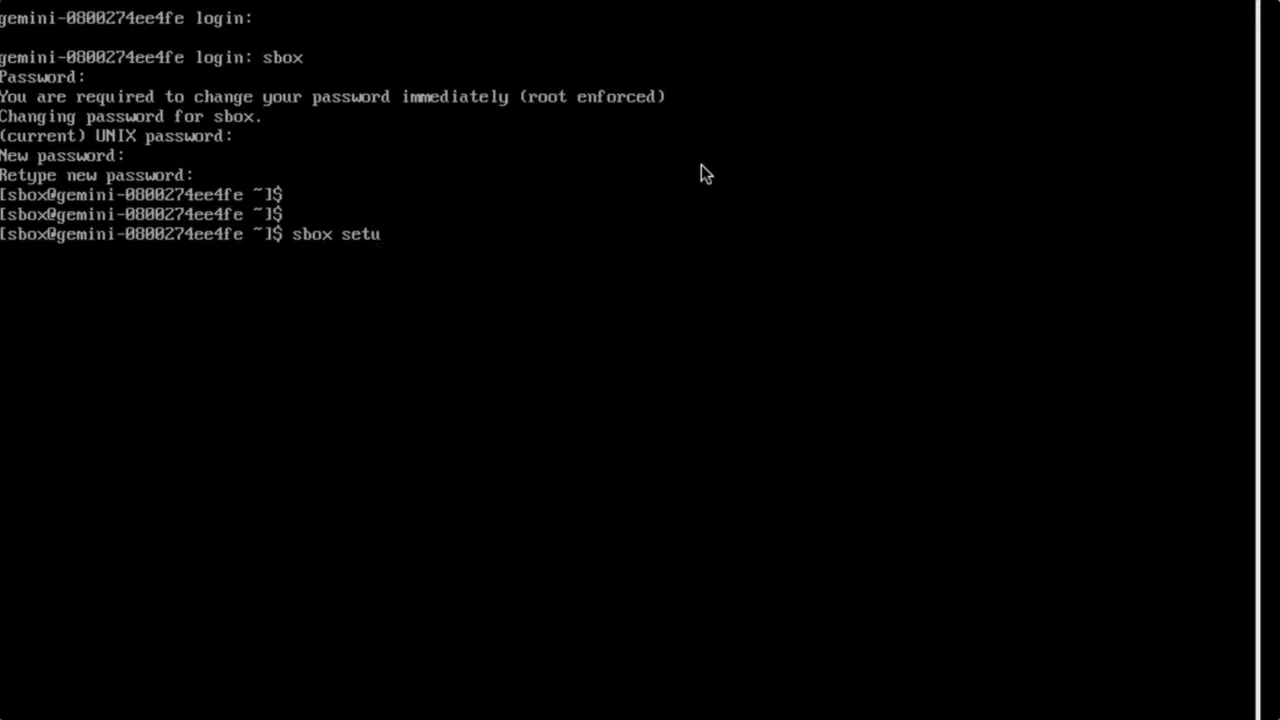 gemini-0800274ee4fe login:
gemini-0800274ee4fe login: sbox
Password:
You are required to change your password immediately (root enforced)
Changing password for sbox.
(current) UNIX password:
New password:
Retype new password:
[sbox@gemini-0800274ee4fe ~]$
[sbox@gemini-0800274ee4fe ~]$
[sbox@gemini-0800274ee4fe ~]$ sbox setu